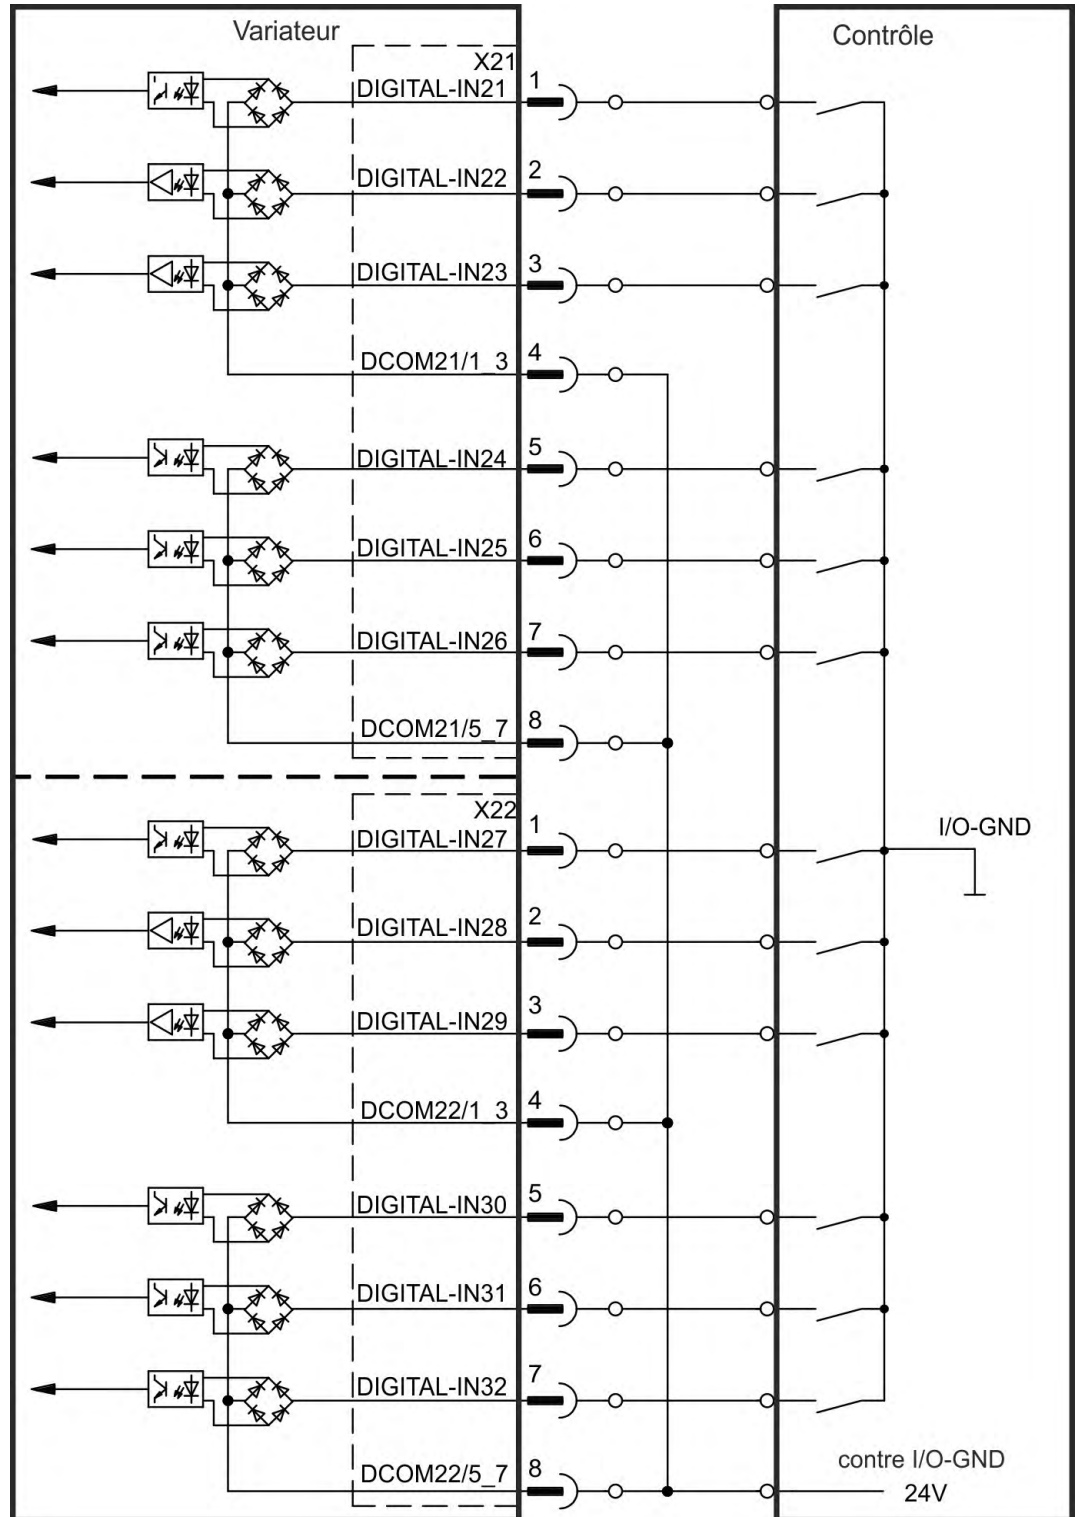 Variateur
Contrôle
X21
DIGITAL-IN21
1
DIGITAL-IN22
2
DIGITAL-IN23
3
DCOM21/1_3
4
DIGITAL-IN24
5
DIGITAL-IN25
6
DIGITAL-IN26
7
DCOM21/5_7
8
X22
DIGITAL-IN27
1
I/O-GND
DIGITAL-IN28
2
DIGITAL-IN29
3
DCOM22/1_3
4
DIGITAL-IN30
5
DIGITAL-IN31
6
DIGITAL-IN32
7
DCOM22/5_7
8
contre I/O-GND
24V